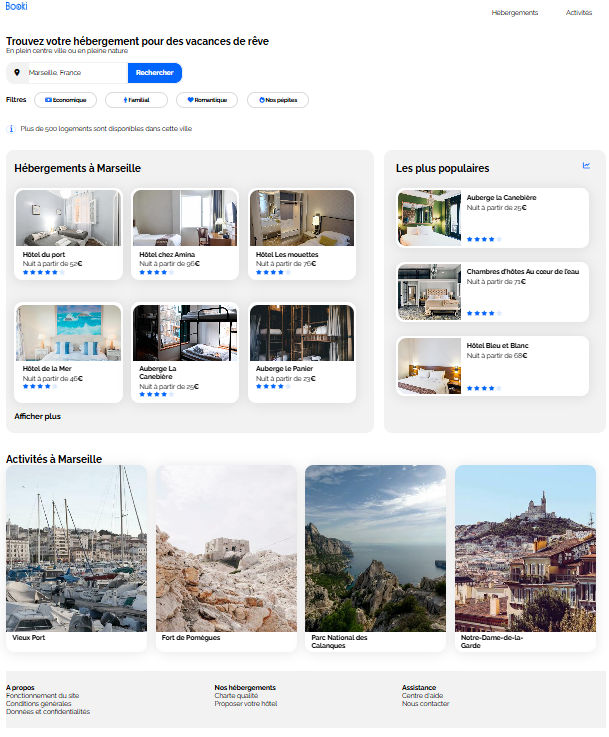 Booki
Hébergements
Activités
Trouvez votre hébergement pour des vacances de rêve
En plein centre ville ou en pleine nature
Marseille, France
Rechercher
Filtres
Economique
Familial
Romantique
Nos pépites
Plus de 500 logements sont disponibles dans cette ville
Hébergements à Marseille
Hôtel du port
Nuit à partir de 52€
Hôtel chez Amina
Nuit à partir de 96€
Hôtel Les mouettes
Nuit à partir de 76€
Hôtel de la Mer
Nuit à partir de 46€
Auberge La
Canebière
Nuit à partir de 25€
Auberge le Panier
Nuit à partir de 23€
Afficher plus
Les plus populaires
Auberge la Canebière
Nuit à partir de 25€
Chambres d'hôtes Au cœur de l'eau
Nuit à partir de 71€
Hôtel Bleu et Blanc
Nuit à partir de 68€
Activités à Marseille
Vieux Port
Fort de Pomègues
Parc National des
Calanques
Notre-Dame-de-la-
Garde
A propos
Fonctionnement du site
Conditions générales
Données et confidentialités
Nos hébergements
Charte qualité
Proposer votre hôtel
Assistance
Centre d'aide
Nous contacter